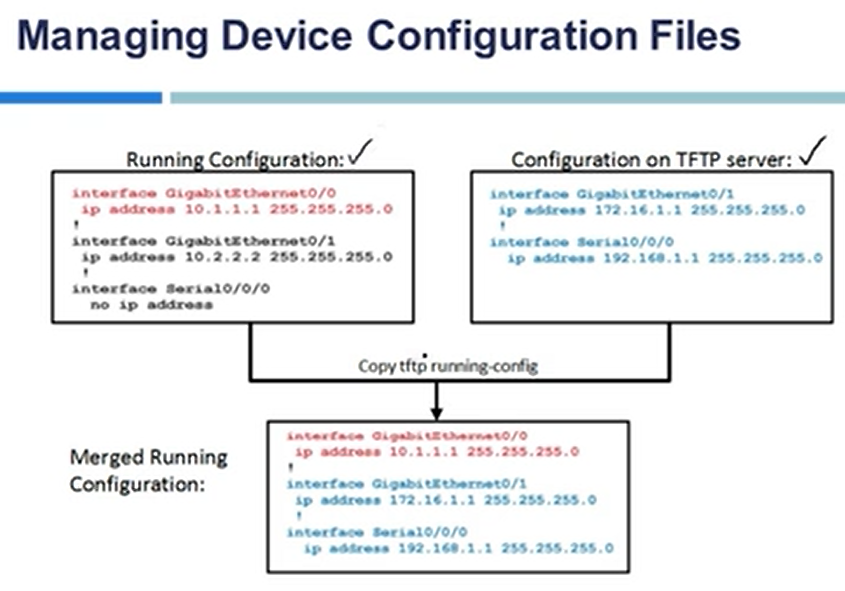 Managing Device Configuration Files
Running Configuration:
interface GigabitEthernet0/0
ip address 10.1.1.1 255.255.255.0
!
interface GigabitEthernet0/1
ip address 10.2.2.2 255.255.255.0
!
interface Serial0/0/0
no ip address
Configuration on TFTP server:
interface GigabitEthernet0/1
ip address 172.16.1.1 255.255.255.0
!
interface Serial0/0/0
ip address 192.168.1.1 255.255.255.0
Copy tftp running-config
Merged Running
Configuration:
interface GigabitEthernet0/0
ip address 10.1.1.1 255.255.255.0
!
interface GigabitEthernet0/1
ip address 172.16.1.1 255.255.255.0
!
interface Serial0/0/0
ip address 192.168.1.1 255.255.255.0